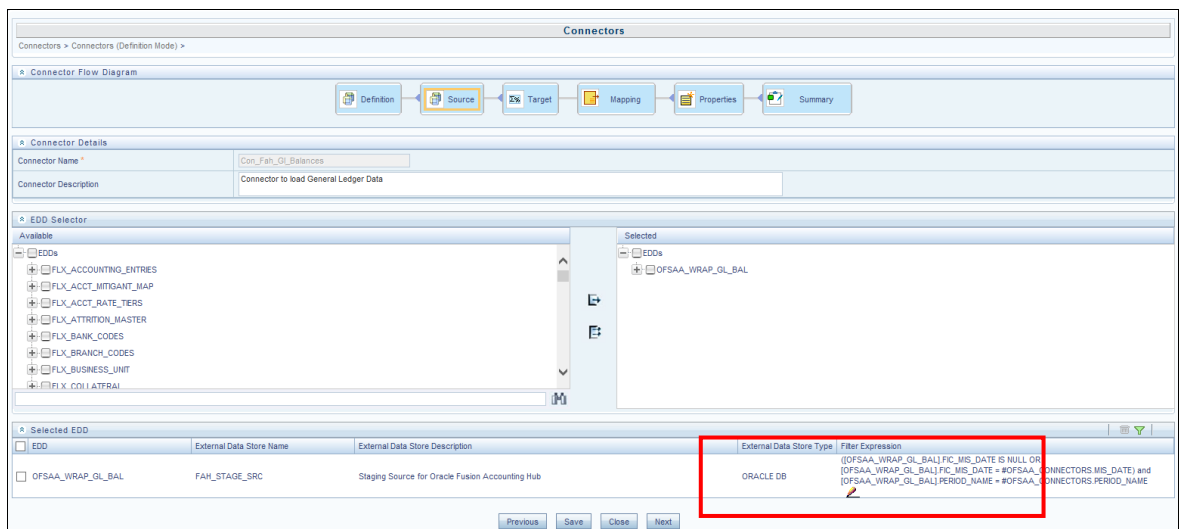 Connectors
Connectors > Connectors (Definition Mode) >
Connector Flow Diagram
Definition Source Target Mapping Properties Summary
Connector Details
Connector Name * Con_Fah_Gl_Balances
Connector Description Connector to load General Ledger Data
EDD Selector
Available Selected
EDDs EDDs
FLX_ACCOUNTING_ENTRIES OFSAA_WRAP_GL_BAL
FLX_ACCT_MITIGANT_MAP
FLX_ACCT_RATE_TIERS
FLX_ATTRITION_MASTER
FLX_BANK_CODES
FLX_BRANCH_CODES
FLX_BUSINESS_UNIT
FLX_COLLATERAL
Selected EDD
EDD External Data Store Name External Data Store Description External Data Store Type Filter Expression
([OFSAA_WRAP_GL_BAL].FIC_MIS_DATE IS NULL OR
OFSAA_WRAP_GL_BAL FAH_STAGE_SRC Staging Source for Oracle Fusion Accounting Hub ORACLE DB [OFSAA_WRAP_GL_BAL].FIC_MIS_DATE = #OFSAA_CONNECTORS.MIS_DATE) and
[OFSAA_WRAP_GL_BAL].PERIOD_NAME = #OFSAA_CONNECTORS.PERIOD_NAME
Previous Save Close Next